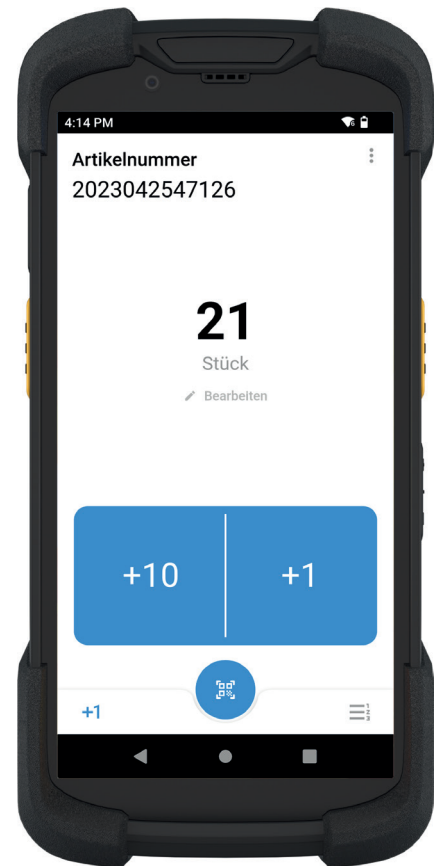 4:14 PM
Artikelnummer
2023042547126
21
Stück
Bearbeiten
+10 +1
+1